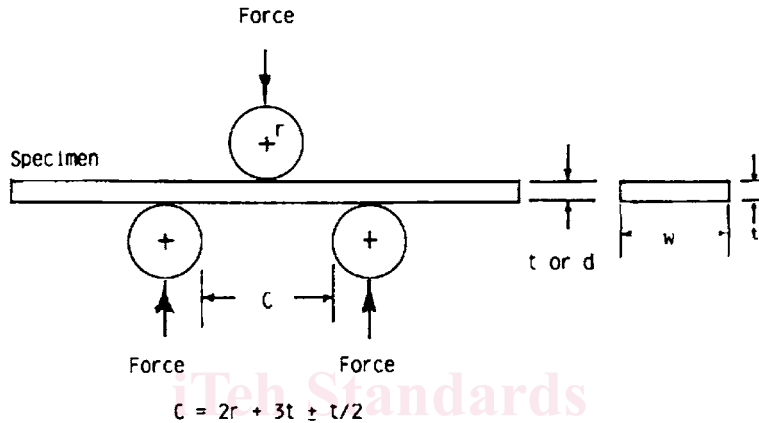 Force
r
Specimen
t or d
w
t
C
Force
Force
iTeh Standards
C = 2r + 3t ± t/2